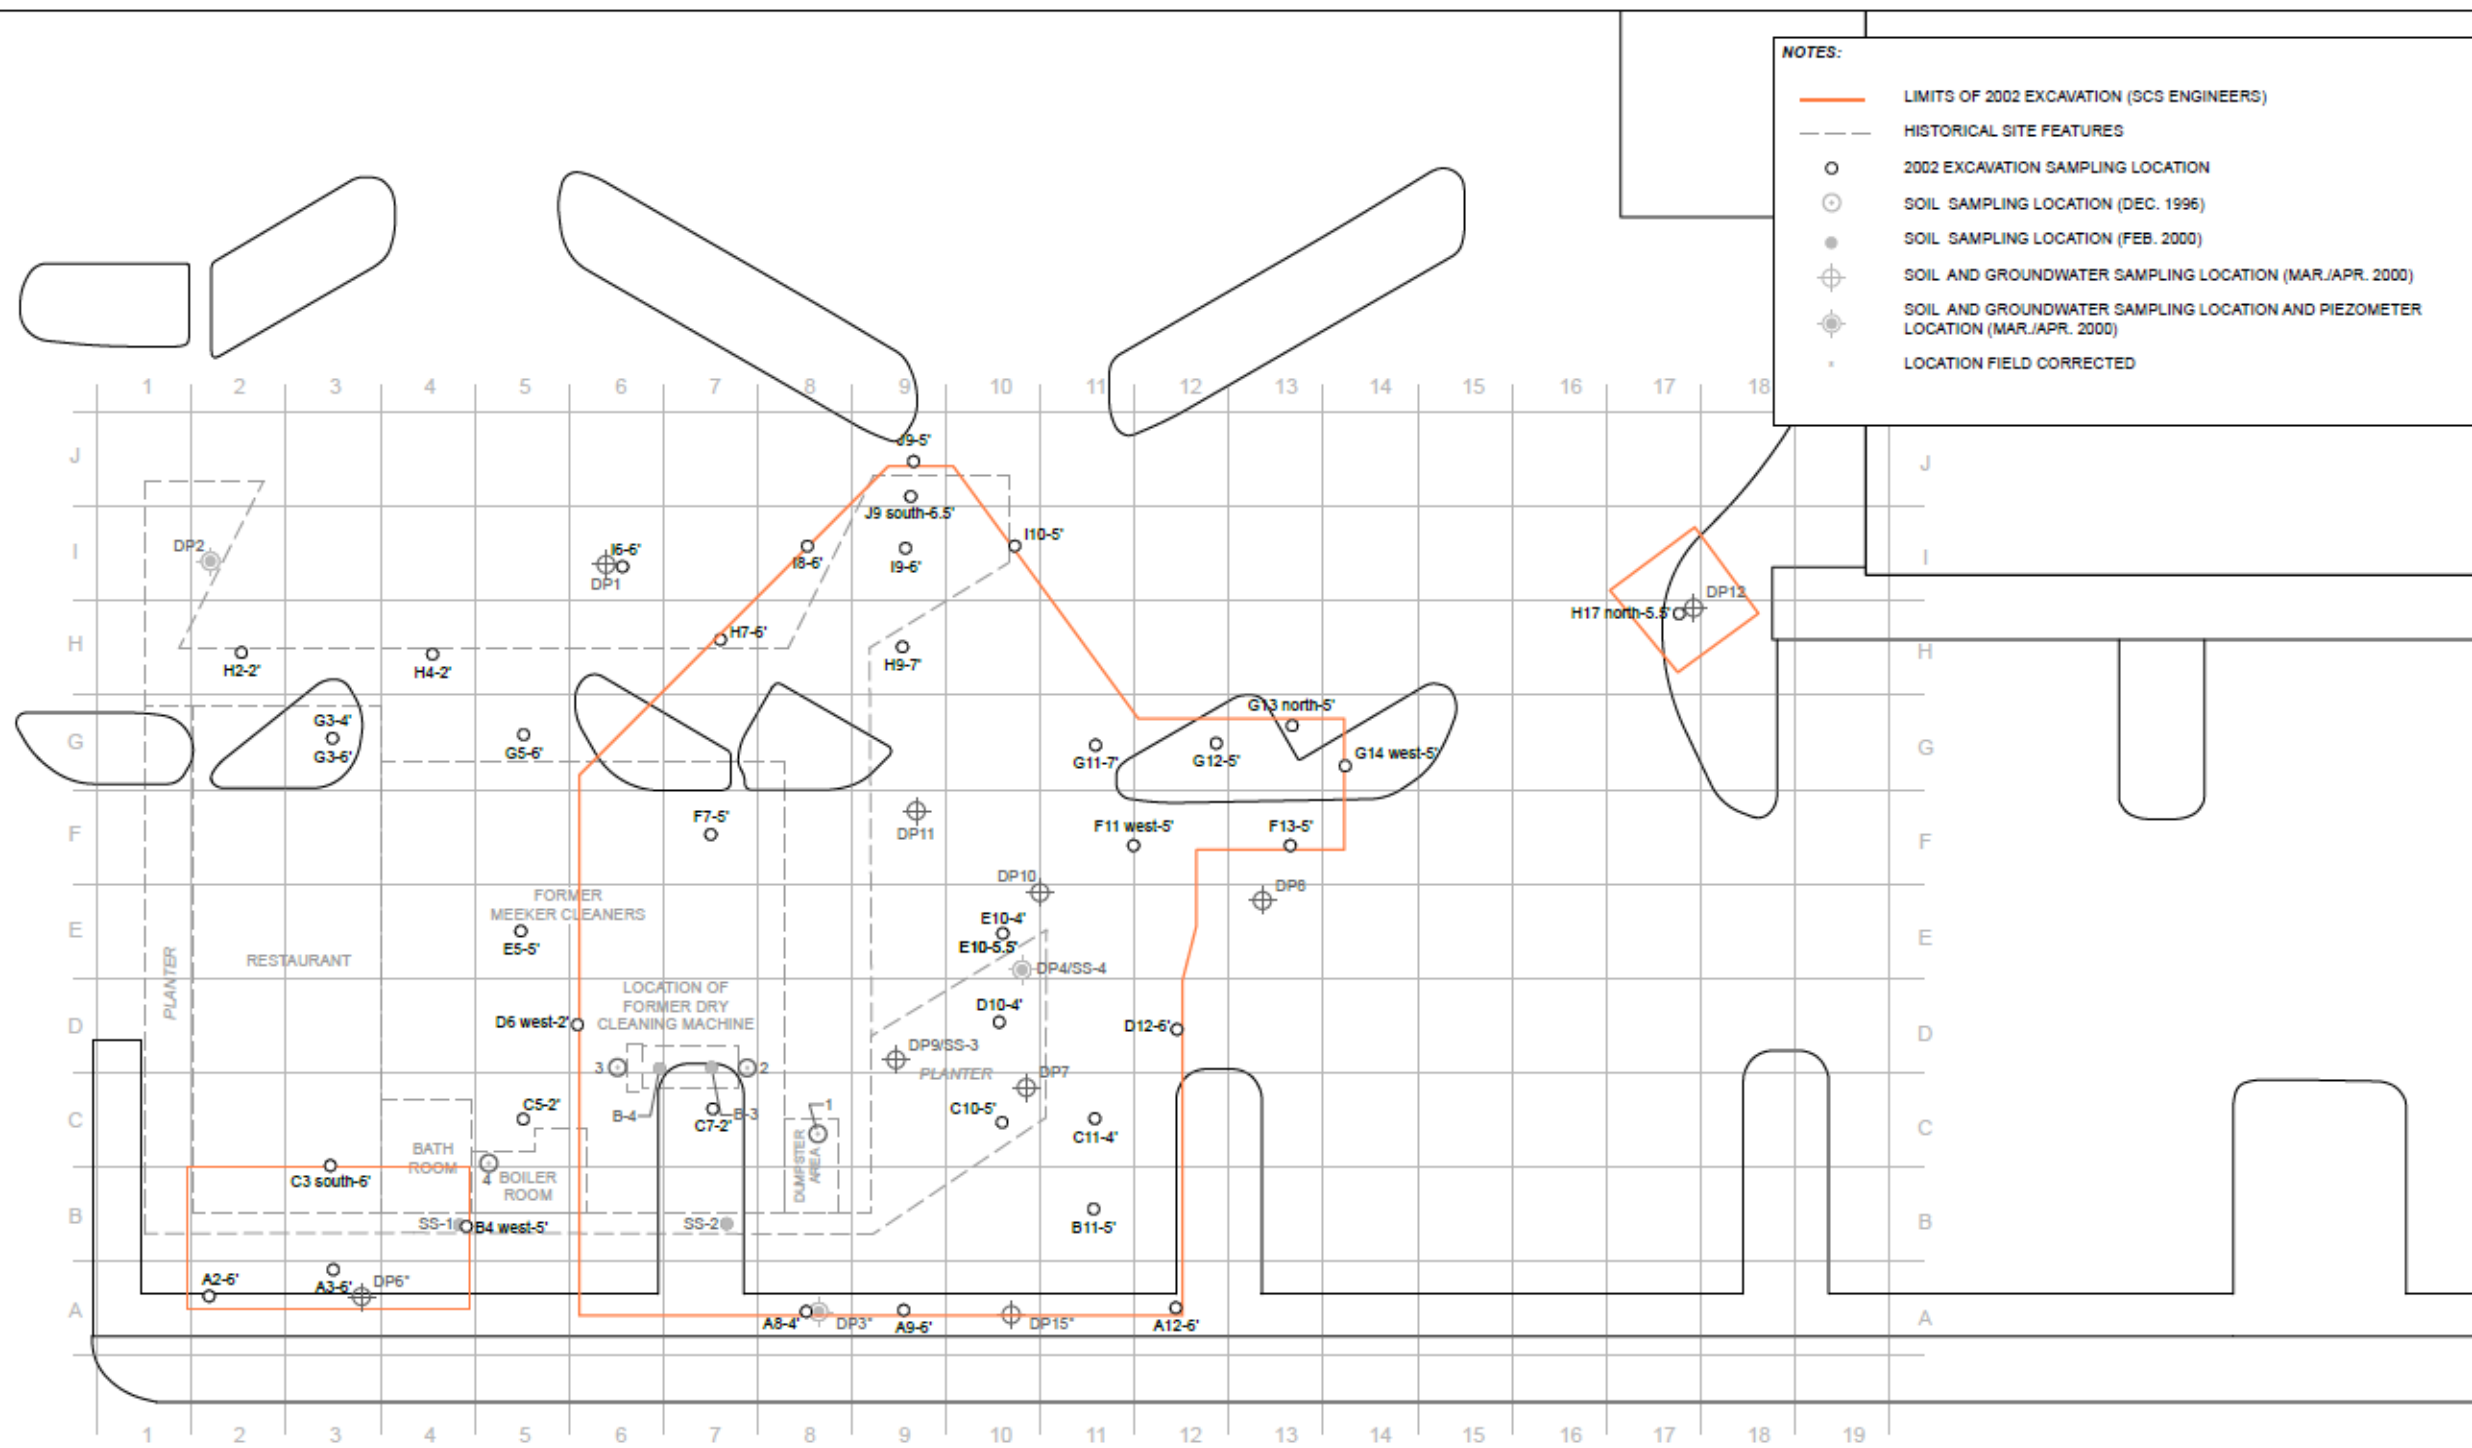 NOTES:
LIMITS OF 2002 EXCAVATION (SCS ENGINEERS)
HISTORICAL SITE FEATURES
2002 EXCAVATION SAMPLING LOCATION
SOIL SAMPLING LOCATION (DEC. 1996)
SOIL SAMPLING LOCATION (FEB. 2000)
SOIL AND GROUNDWATER SAMPLING LOCATION (MAR./APR. 2000)
SOIL AND GROUNDWATER SAMPLING LOCATION AND PIEZOMETER
LOCATION (MAR./APR. 2000)
LOCATION FIELD CORRECTED
1 2 3 4 5 6 7 8 9 10 11 12 13 14 15 16 17 18
J9-5'
J J
J9 south-6.5'
I10-5'
DP2
I6-6'
I I
I8-6'
I9-6'
DP1
DP12
H17 north-5.5'
H7-6'
H H
H9-7'
H2-2'
H4-2'
G13 north-5'
G3-4'
G G
G5-6'
G14 west-5'
G3-6'
G11-7'
G12-5'
F7-5'
F11 west-5'
F13-5'
F F
DP11
DP10
DP8
FORMER
MEEKER CLEANERS
E10-4'
E E
E5-5'
E10-5.5'
PLANTER
RESTAURANT
DP4/SS-4
LOCATION OF
FORMER DRY
CLEANING MACHINE
D10-4'
D6 west-2'
D12-6'
D D
DP9/SS-3
3
2
PLANTER
DP7
C5-2'
1
C10-5'
B-4
B-3
C7-2'
C C
C11-4'
BATH
ROOM
DUMPSTER
AREA
C3 south-6'
4
BOILER
ROOM
B B
SS-1
B4 west-5'
SS-2
B11-5'
A2-6'
A3-6'
DP6*
A A
A8-4'
DP3*
A9-6'
DP15*
A12-6'
1 2 3 4 5 6 7 8 9 10 11 12 13 14 15 16 17 18 19